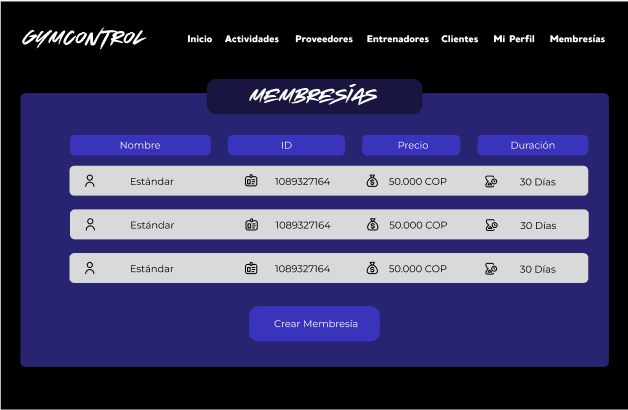 GYMCONTROL Inicio Actividades Proveedores Entrenadores Clientes Mi Perfil Membresías
MEMBRESÍAS
Nombre ID Precio Duración
Estándar 1089327164 50.000 COP 30 Días
Estándar 1089327164 50.000 COP 30 Días
Estándar 1089327164 50.000 COP 30 Días
Crear Membresía